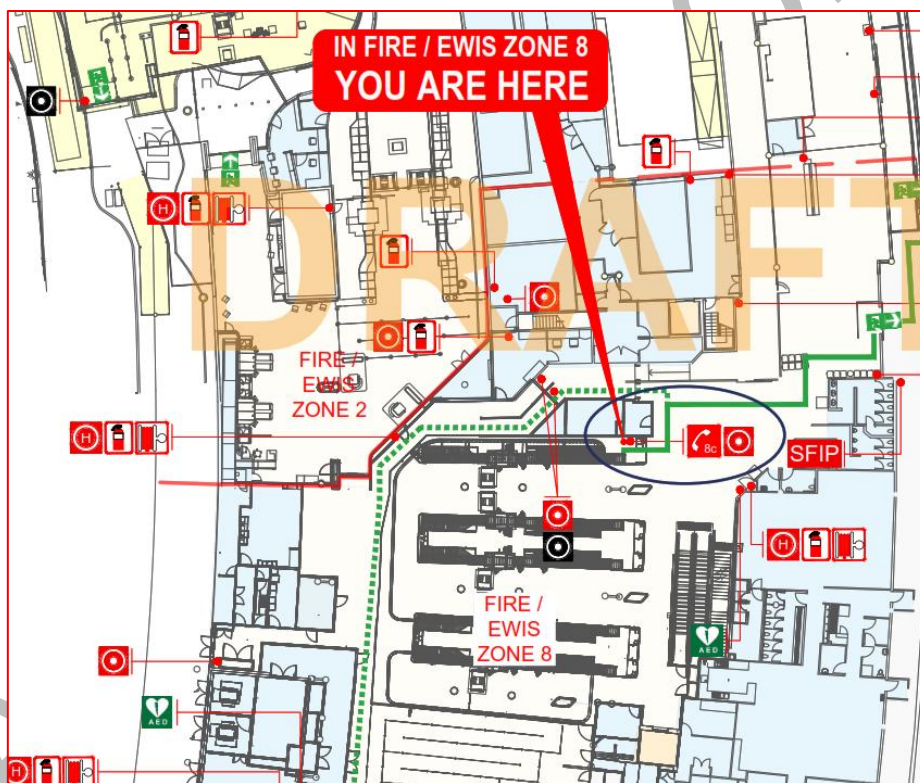 IN FIRE / EWIS ZONE 8
YOU ARE HERE
H
DRAFT
FIRE /
EWIS
ZONE 2
H
8c
SFIP
H
FIRE /
EWIS
ZONE 8
AED
AED
H